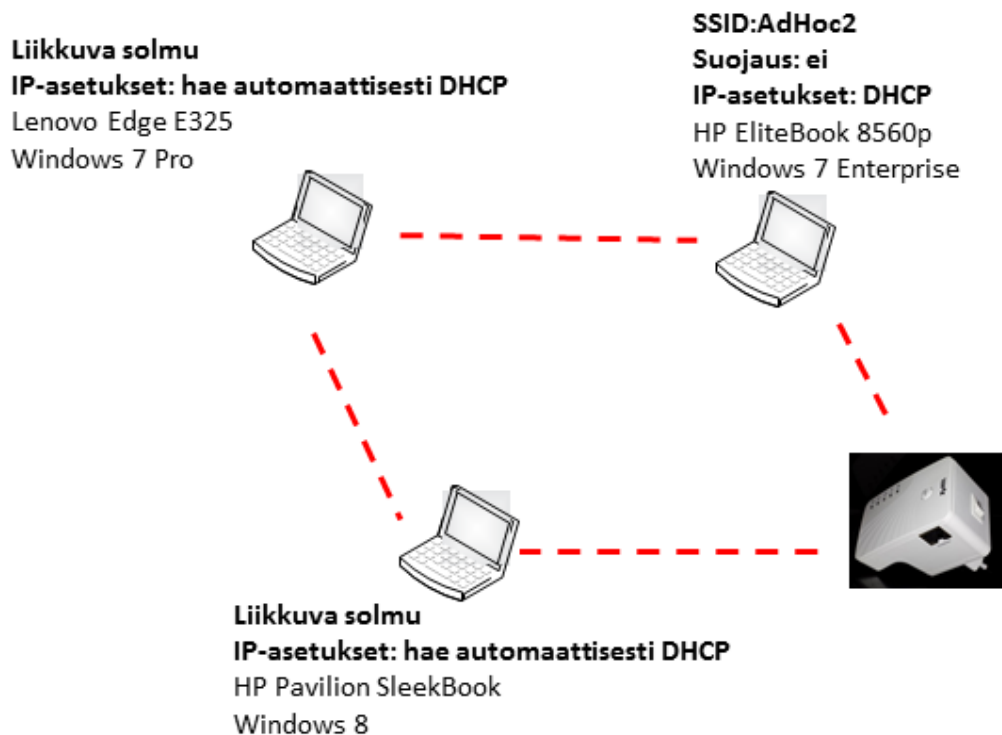 Liikkuva solmu
IP-asetukset: hae automaattisesti DHCP
Lenovo Edge E325
Windows 7 Pro
SSID:AdHoc2
Suojaus: ei
IP-asetukset: DHCP
HP EliteBook 8560p
Windows 7 Enterprise
Liikkuva solmu
IP-asetukset: hae automaattisesti DHCP
HP Pavilion SleekBook
Windows 8